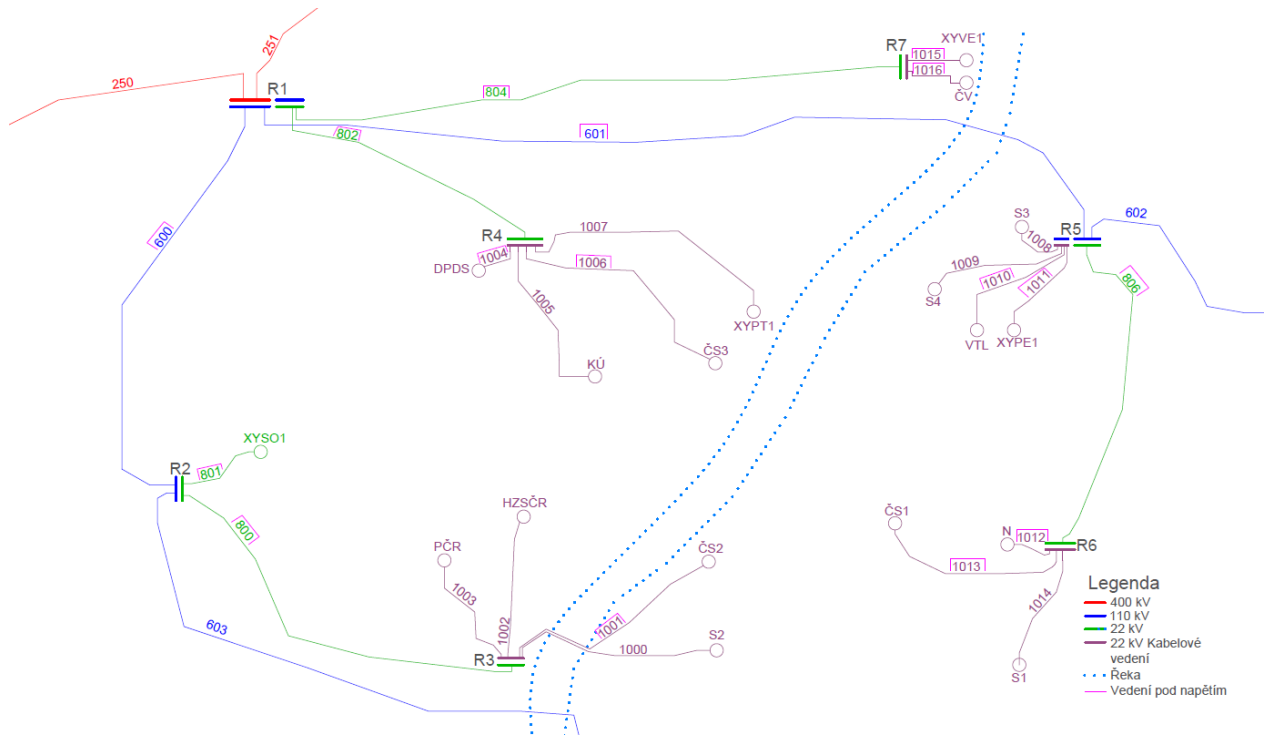 251
250
R1
804
802
601
R7
XYVE1
1015
1016
ČV
600
R4
1004
DPDS
1007
1006
1005
XYPT1
ČS3
KÚ
S3
1008
R5
602
1009
1010
1011
806
S4
VTL
XYPE1
XYSO1
R2
801
800
603
HZSČR
PČR
1003
1002
ČS2
1001
S2
1000
R3
ČS1
N
1012
R6
1013
1014
S1
Legenda
400 kV
110 kV
22 kV
22 kV Kabelové
vedení
Řeka
Vedení pod napětím